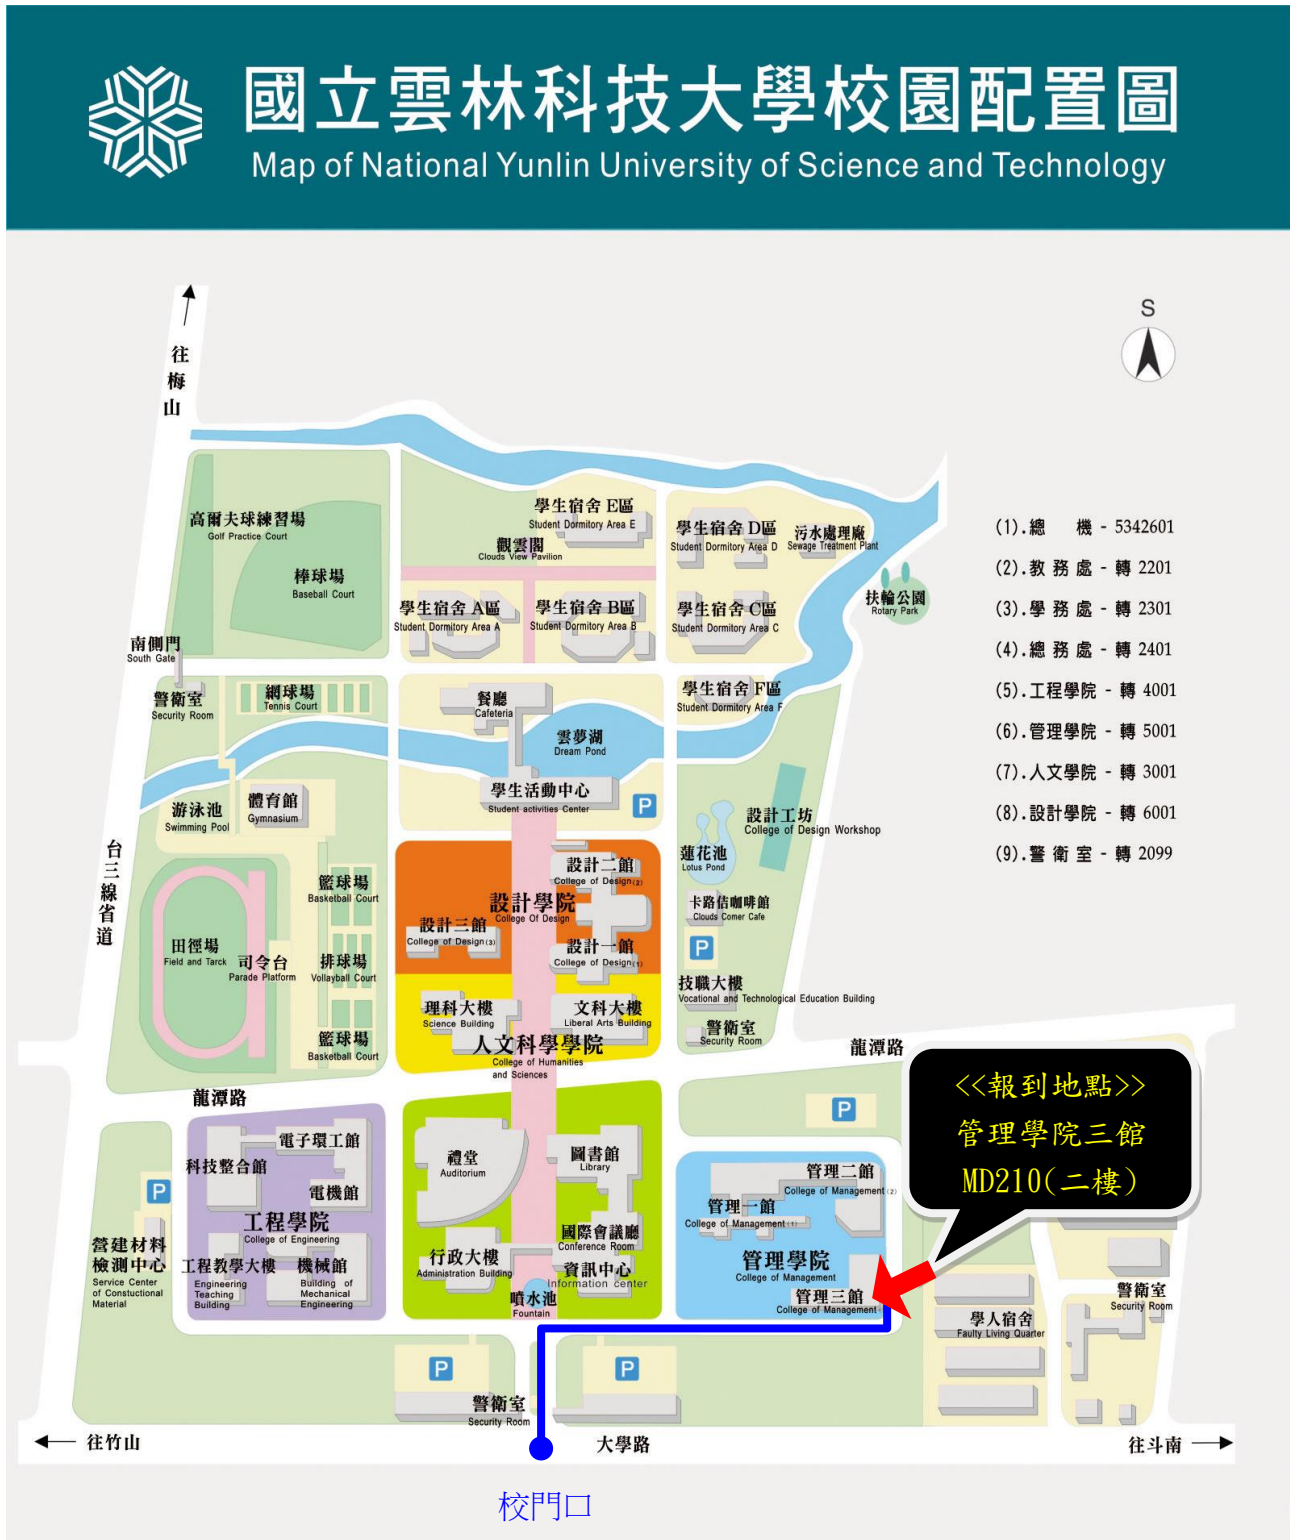 國立雲林科技大學校園配置圖
Map of National Yunlin University of Science and Technology
S
往梅山
高爾夫球練習場
Golf Practice Court
棒球場
Baseball Court
學生宿舍 E區
Student Dormitory Area E
觀雲閣
Clouds View Pavilion
學生宿舍 D區
Student Dormitory Area D
污水處理廠
Sewage Treatment Plant
扶輪公園
Rotary Park
學生宿舍 A區
Student Dormitory Area A
學生宿舍 B區
Student Dormitory Area B
學生宿舍 C區
Student Dormitory Area C
(1).總　機 - 5342601
(2).教 務 處 - 轉 2201
(3).學 務 處 - 轉 2301
(4).總 務 處 - 轉 2401
(5).工程學院 - 轉 4001
(6).管理學院 - 轉 5001
(7).人文學院 - 轉 3001
(8).設計學院 - 轉 6001
(9).警 衛 室 - 轉 2099
南側門
South Gate
警衛室
Security Room
網球場
Tennis Court
餐廳
Cafeteria
學生宿舍 F區
Student Dormitory Area F
雲夢湖
Dream Pond
學生活動中心
Student activities Center
P
游泳池
Swimming Pool
體育館
Gymnasium
設計工坊
College of Design Workshop
蓮花池
Lotus Pond
台三線省道
籃球場
Basketball Court
設計二館
College of Design(2)
設計學院
College Of Design
設計三館
College of Design(3)
設計一館
College of Design(1)
卡路佶咖啡館
Clouds Corner Cafe
P
田徑場
Field and Tarck
司令台
Parade Platform
排球場
Vollayball Court
技職大樓
Vocational and Technological Education Building
理科大樓
Science Building
文科大樓
Liberal Arts Building
警衛室
Security Room
籃球場
Basketball Court
人文科學學院
College of Humanities
and Sciences
龍潭路
龍潭路
<<報到地點>>
管理學院三館
MD210(二樓)
P
電子環工館
科技整合館
電機館
工程學院
College of Engineering
禮堂
Auditorium
圖書館
Library
管理二館
College of Management(2)
管理一館
College of Management(1)
P
營建材料
檢測中心
Service Center
of Constuctional
Material
工程教學大樓
Engineering
Teaching
Building
機械館
Building of
Mechanical
Engineering
行政大樓
Administration Building
國際會議廳
Conference Room
資訊中心
Information center
噴水池
Fountain
管理學院
College of Management
管理三館
College of Management
學人宿舍
Faulty Living Quarter
警衛室
Security Room
P
P
警衛室
Security Room
往竹山
大學路
往斗南
校門口